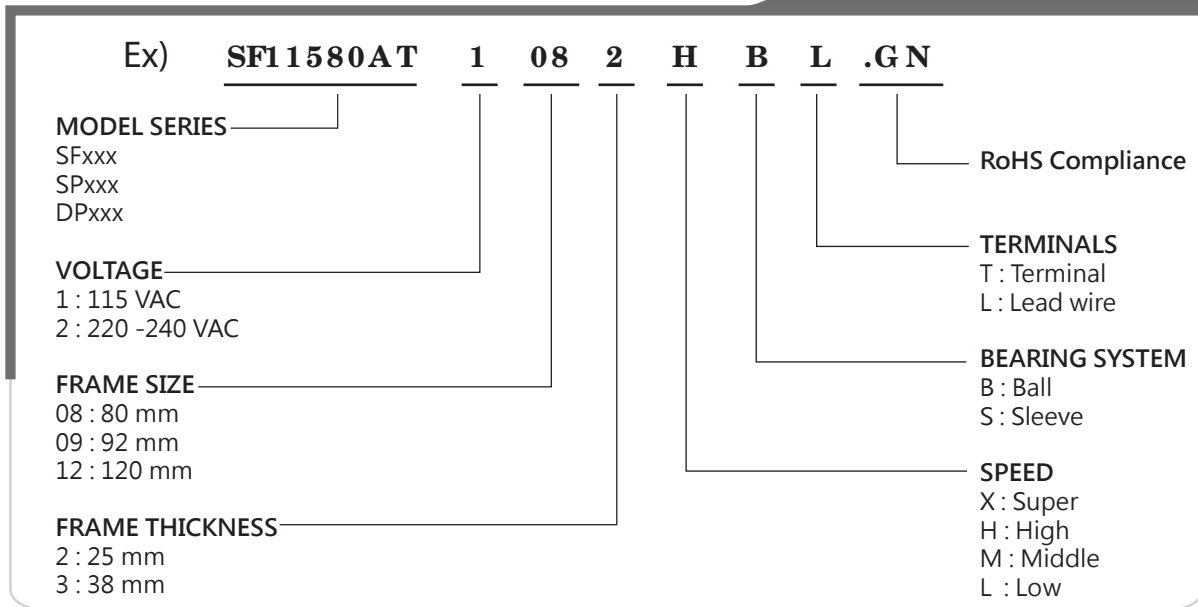 Ex) SF11580AT 1 08 2 H B L .GN
MODEL SERIES
SFxxx
SPxxx
DPxxx
VOLTAGE
1 : 115 VAC
2 : 220 -240 VAC
FRAME SIZE
08 : 80 mm
09 : 92 mm
12 : 120 mm
FRAME THICKNESS
2 : 25 mm
3 : 38 mm
RoHS Compliance
TERMINALS
T : Terminal
L : Lead wire
BEARING SYSTEM
B : Ball
S : Sleeve
SPEED
X : Super
H : High
M : Middle
L : Low